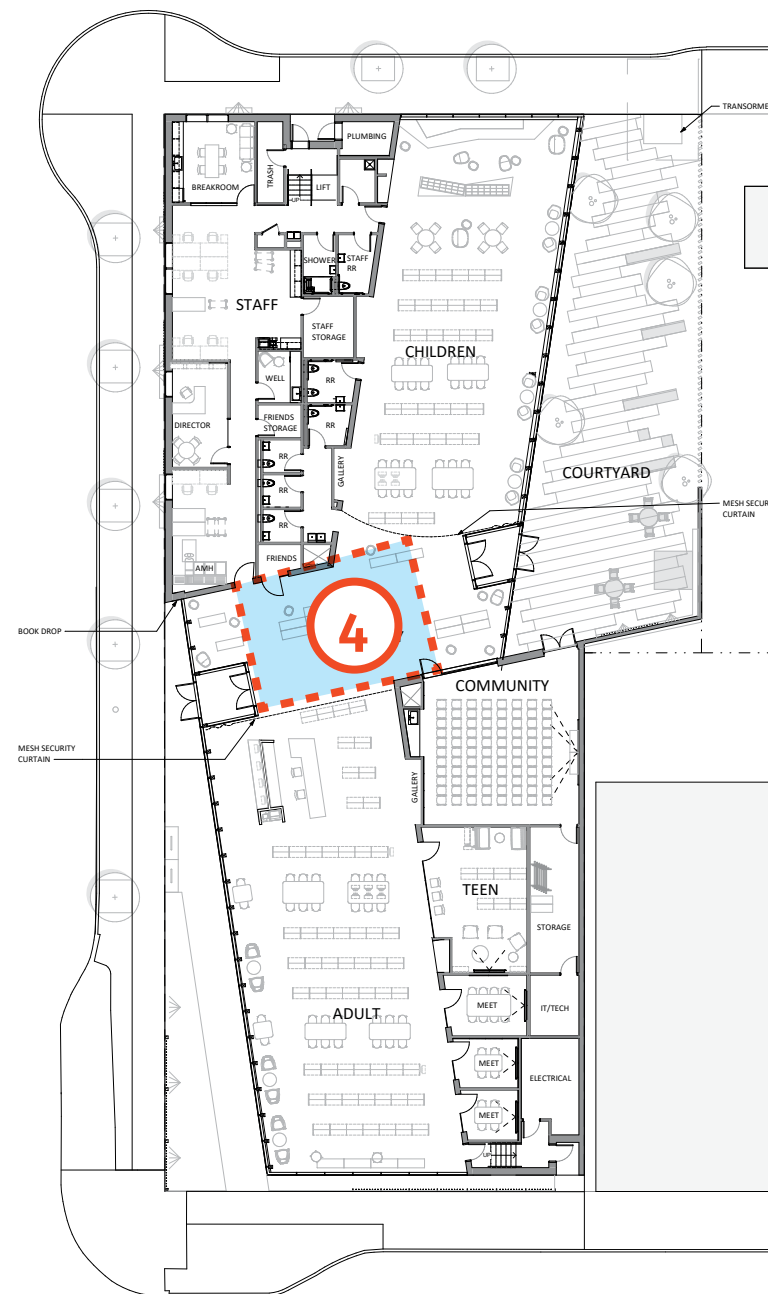 TRANSORME
PLUMBING
TRASH
BREAKROOM
LIFT
UP
SHOWER
STAFF
RR
STAFF
STAFF
STORAGE
CHILDREN
WELL
RR
DIRECTOR
FRIENDS
STORAGE
RR
RR
GALLERY
COURTYARD
RR
MESH SECUR
CURTAIN
RR
FRIENDS
AMH
BOOK DROP
4
COMMUNITY
MESH SECURITY
CURTAIN
GALLERY
TEEN
STORAGE
MEET
IT/TECH
ADULT
MEET
ELECTRICAL
MEET
UP